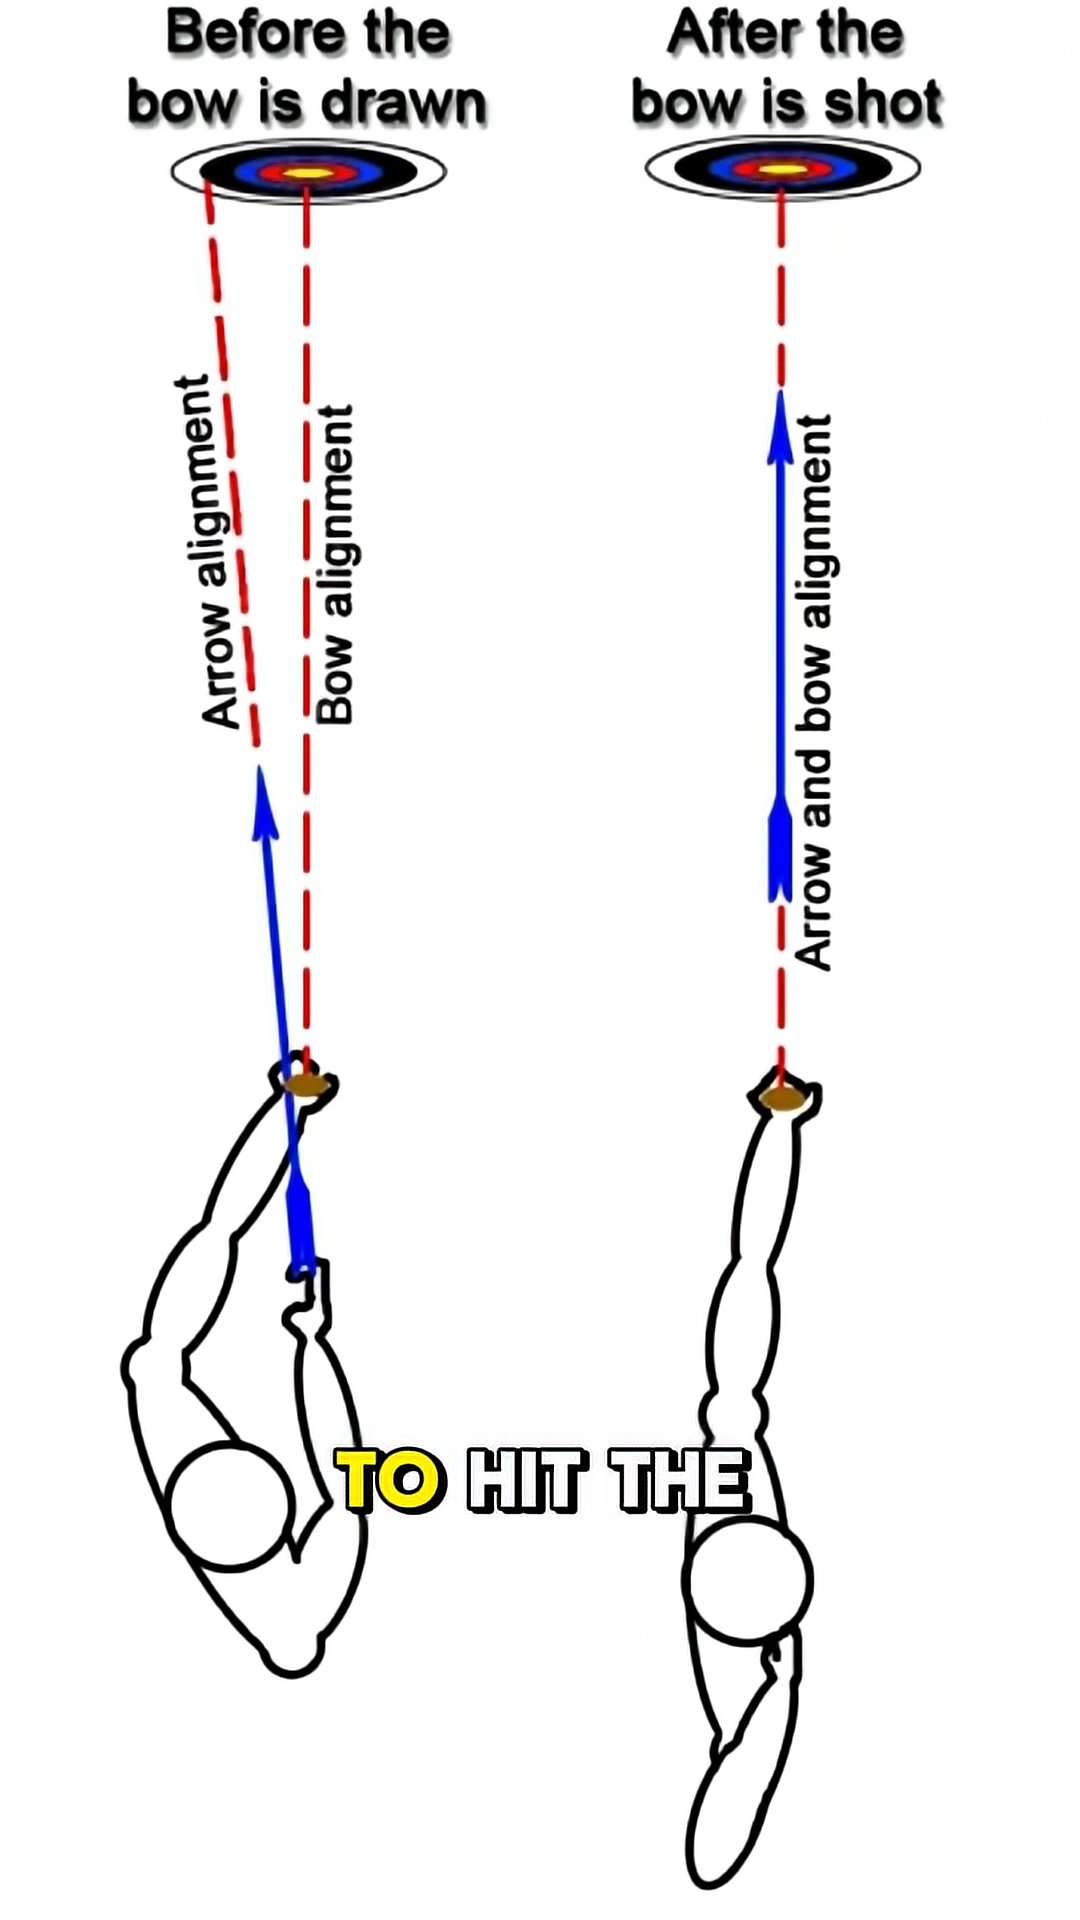 Before the
bow is drawn
After the
bow is shot
Arrow alignment
Bow alignment
Arrow and bow alignment
TO HIT THE